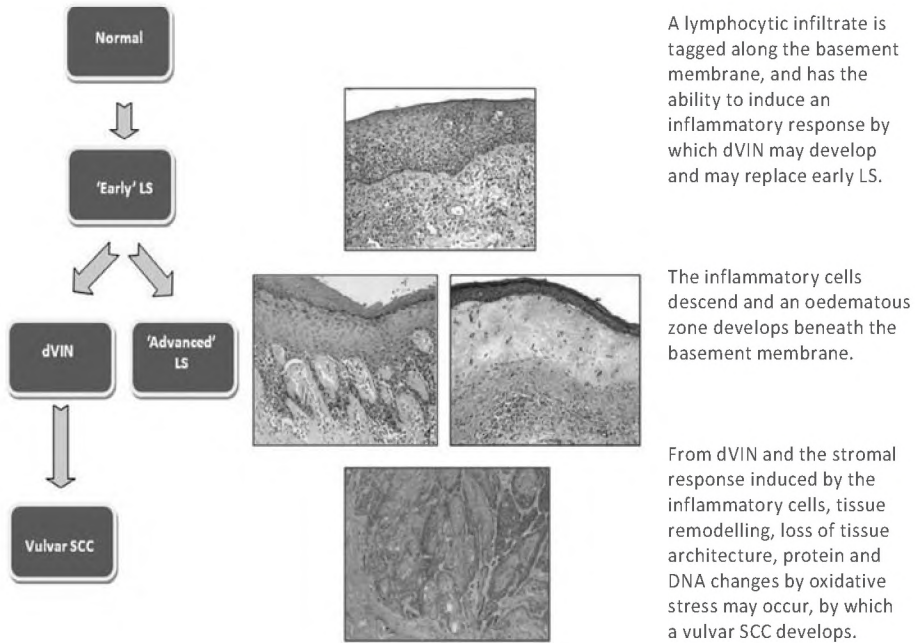 Normal
'Early' LS
dVIN
'Advanced'
LS
Vulvar SCC
A lymphocytic infiltrate is
tagged along the basement
membrane, and has the
ability to induce an
inflammatory response by
which dVIN may develop
and may replace early LS.
The inflammatory cells
descend and an oedematous
zone develops beneath the
basement membrane.
From dVIN and the stromal
response induced by the
inflammatory cells, tissue
remodelling, loss of tissue
architecture, protein and
DNA changes by oxidative
stress may occur, by which
a vulvar SCC develops.